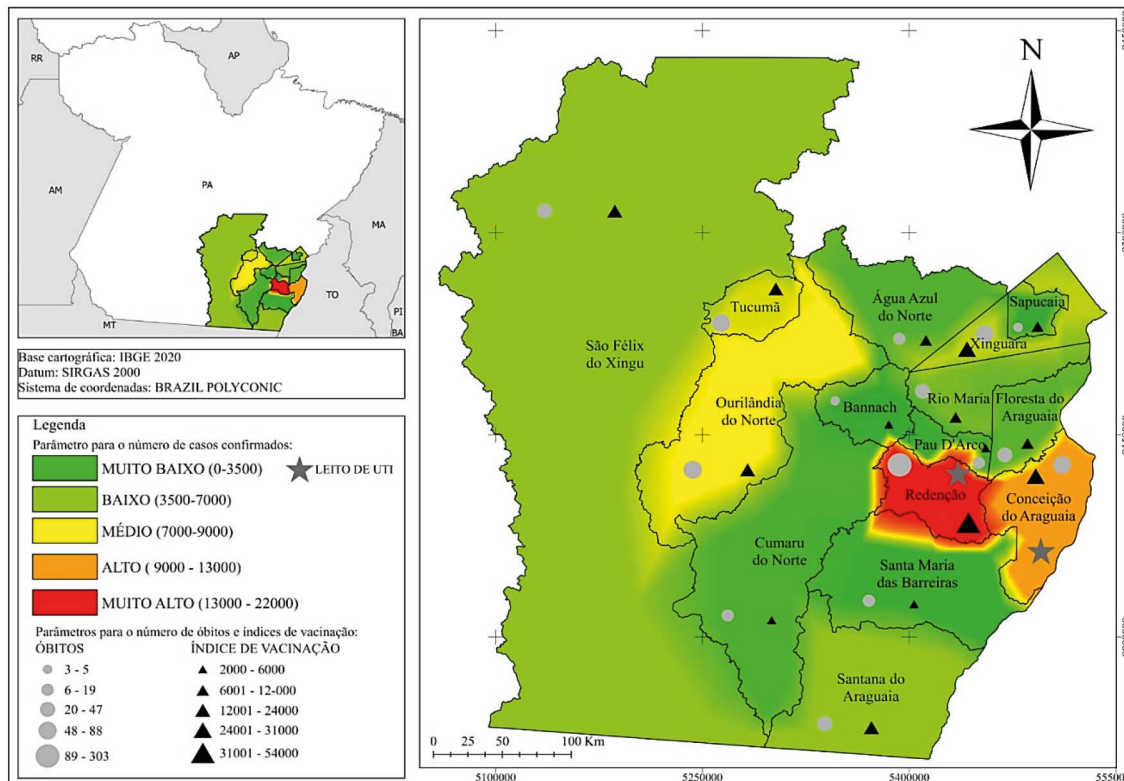 RR
AP
AM
PA
MA
TO
PI
MT
BA
Base cartográfica: IBGE 2020
Datum: SIRGAS 2000
Sistema de coordenadas: BRAZIL POLYCONIC
Legenda
Parâmetro para o número de casos confirmados:
MUITO BAIXO (0-3500)
LEITO DE UTI
BAIXO (3500-7000)
MÉDIO (7000-9000)
ALTO ( 9000 - 13000)
MUITO ALTO (13000 - 22000)
Parâmetros para o número de óbitos e índices de vacinação:
ÓBITOS
ÍNDICE DE VACINAÇÃO
3 - 5
2000 - 6000
6 - 19
6001 - 12-000
20 - 47
12001 - 24000
48 - 88
24001 - 31000
89 - 303
31001 - 54000
N
Tucumã
Água Azul
do Norte
Sapucaia
Xinguara
São Félix
do Xingu
Ourilândia
do Norte
Bannach
Rio Maria
Floresta do
Araguaia
Pau D'Arco
Redenção
Conceição
do Araguaia
Cumaru do
Norte
Santa Maria
das Barreiras
Santana do
Araguaia
0 25 50 100 Km
5100000
5250000
5400000